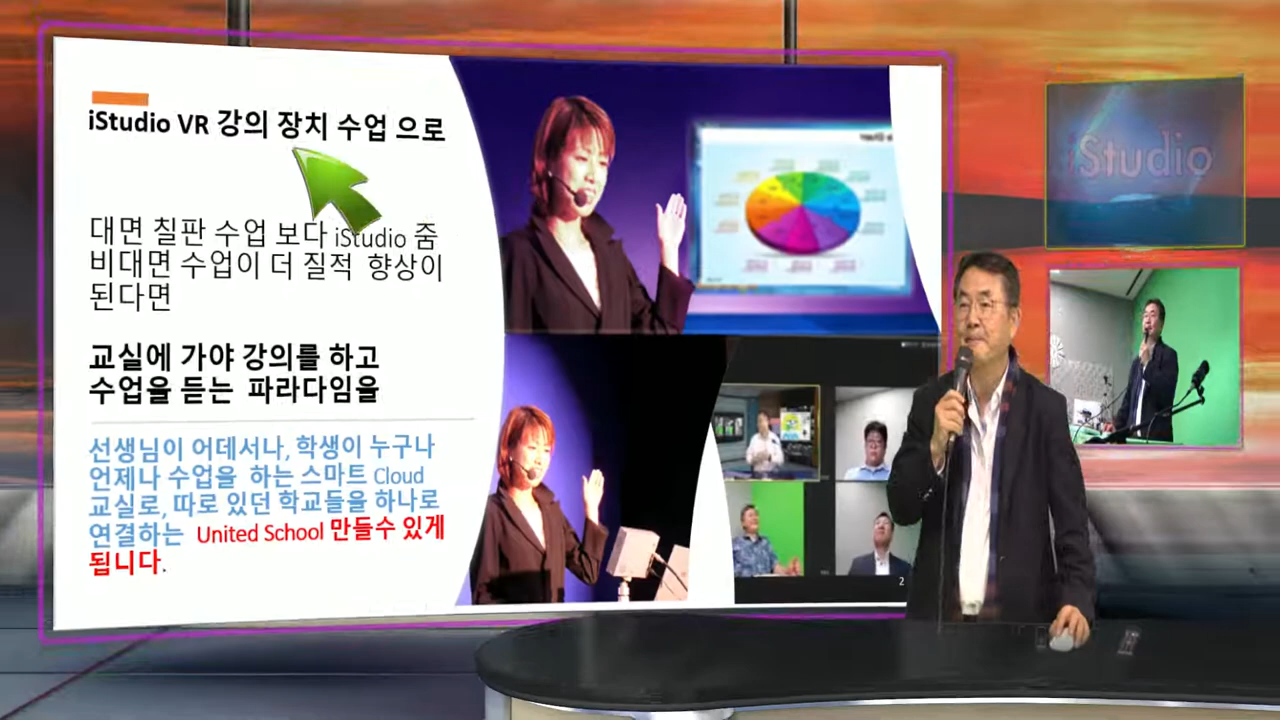 iStudio VR 강의 장치 수업 으로
대면 칠판 수업 보다 iStudio 줌
비대면 수업이 더 질적 향상이
된다면
교실에 가야 강의를 하고
수업을 듣는 파라다임을
선생님이 어데서나, 학생이 누구나
언제나 수업을 하는 스마트 Cloud
교실로, 따로 있던 학교들을 하나로
연결하는 United School 만들수 있게
됩니다.
2
iStudio